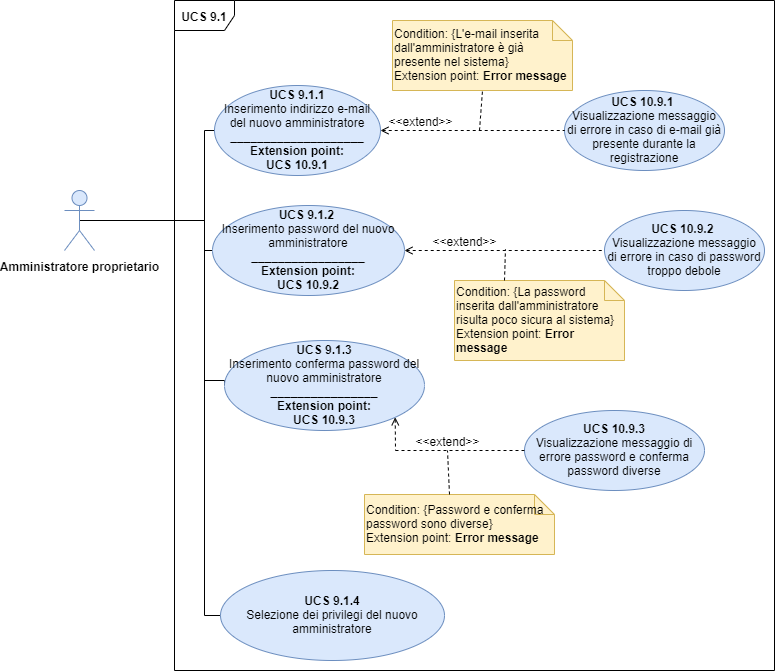 UCS 9.1
Condition: {L'e-mail inserita
dall'amministratore è già
presente nel sistema}
Extension point: Error message
UCS 9.1.1
Inserimento indirizzo e-mail
del nuovo amministratore
____________________
Extension point:
UCS 10.9.1
<<extend>>
UCS 10.9.1
Visualizzazione messaggio
di errore in caso di e-mail già
presente durante la
registrazione
Amministratore proprietario
UCS 9.1.2
Inserimento password del nuovo
amministratore
_________________
Extension point:
UCS 10.9.2
<<extend>>
UCS 10.9.2
Visualizzazione messaggio
di errore in caso di password
troppo debole
Condition: {La password
inserita dall'amministratore
risulta poco sicura al sistema}
Extension point: Error
message
UCS 9.1.3
Inserimento conferma password del
nuovo amministratore
________________
Extension point:
UCS 10.9.3
<<extend>>
UCS 10.9.3
Visualizzazione messaggio di
errore password e conferma
password diverse
Condition: {Password e conferma
password sono diverse}
Extension point: Error message
UCS 9.1.4
Selezione dei privilegi del nuovo
amministratore